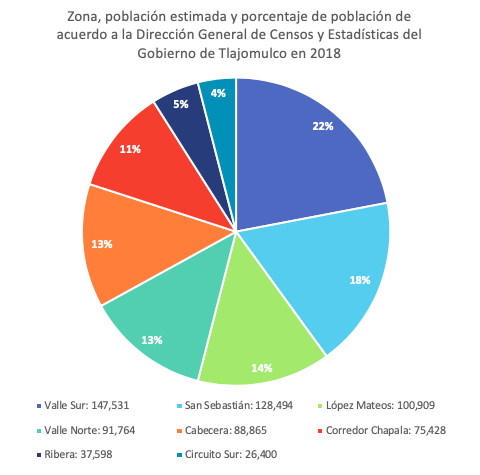 Zona, población estimada y porcentaje de población de
acuerdo a la Dirección General de Censos y Estadísticas del
Gobierno de Tlajomulco en 2018
4%
5%
22%
11%
13%
18%
13%
14%
Valle Sur: 147,531 San Sebastián: 128,494 López Mateos: 100,909
Valle Norte: 91,764 Cabecera: 88,865 Corredor Chapala: 75,428
Ribera: 37,598 Circuito Sur: 26,400